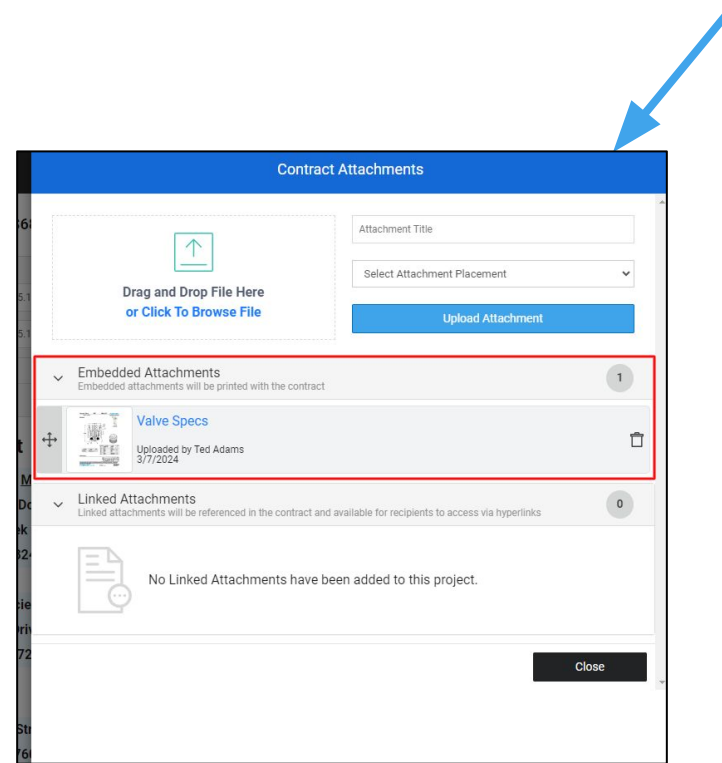 Contract Attachments
Attachment Title
Select Attachment Placement
Drag and Drop File Here
or Click To Browse File
Upload Attachment
Embedded Attachments
Embedded attachments will be printed with the contract
1
Valve Specs
Uploaded by Ted Adams
3/7/2024
Linked Attachments
Linked attachments will be referenced in the contract and available for recipients to access via hyperlinks
0
No Linked Attachments have been added to this project.
Close